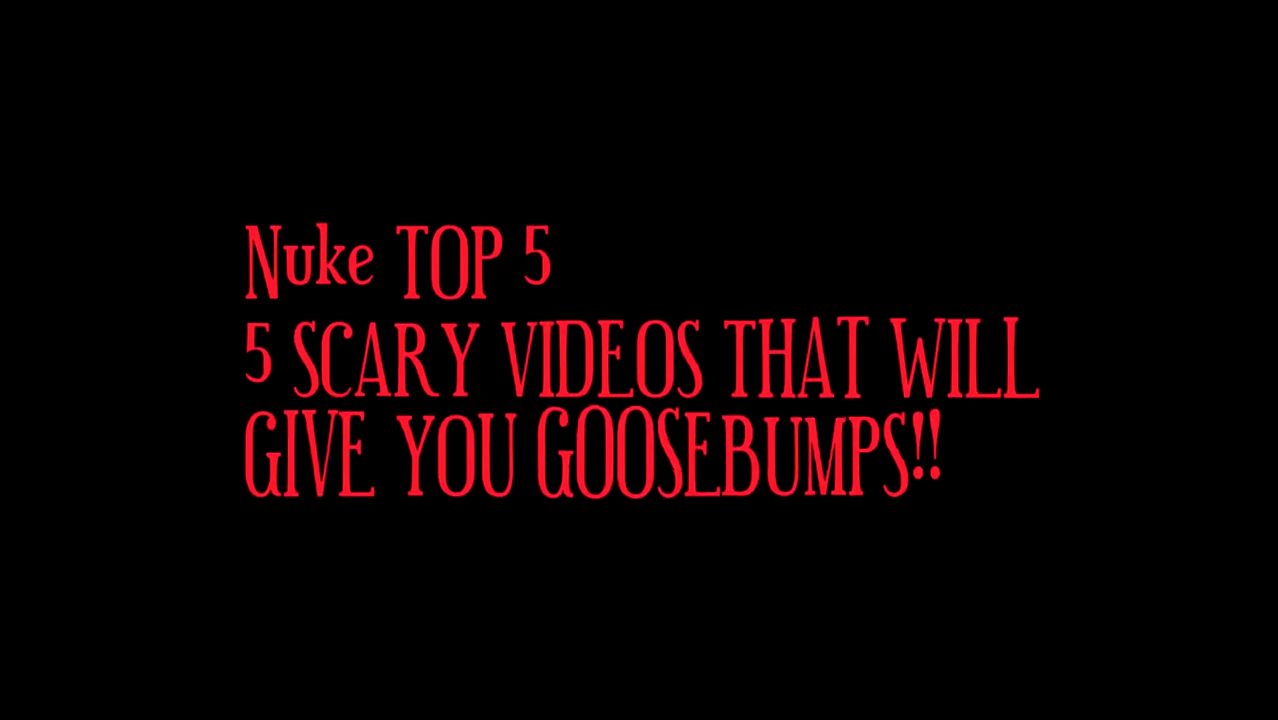 Nuke TOP 5
5 SCARY VIDEOS THAT WILL
GIVE YOU GOOSEBUMPS!!